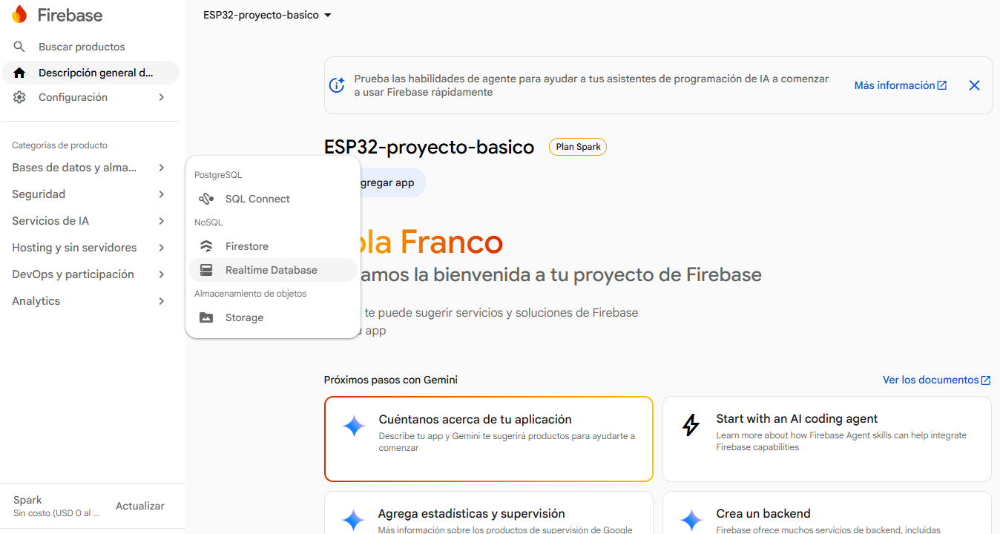 Firebase
Buscar productos
Descripción general d...
Configuración
Categorías de producto
Bases de datos y alma...
Seguridad
Servicios de IA
Hosting y sin servidores
DevOps y participación
Analytics
Spark
Sin costo (USD 0 al ...
Actualizar
PostgreSQL
SQL Connect
NoSQL
Firestore
Realtime Database
Almacenamiento de objetos
Storage
ESP32-proyecto-basico
Prueba las habilidades de agente para ayudar a tus asistentes de programación de IA a comenzar
a usar Firebase rápidamente
Más información
ESP32-proyecto-basico
Plan Spark
gregar app
la Franco
amos la bienvenida a tu proyecto de Firebase
te puede sugerir servicios y soluciones de Firebase
app
Próximos pasos con Gemini
Ver los documentos
Cuéntanos acerca de tu aplicación
Describe tu app y Gemini te sugerirá productos para ayudarte a
comenzar
Start with an AI coding agent
Learn more about how Firebase Agent skills can help integrate
Firebase capabilities
Agrega estadísticas y supervisión
Más información sobre los productos de supervisión de Google
Crea un backend
Firebase ofrece muchos servicios de backend, incluidas